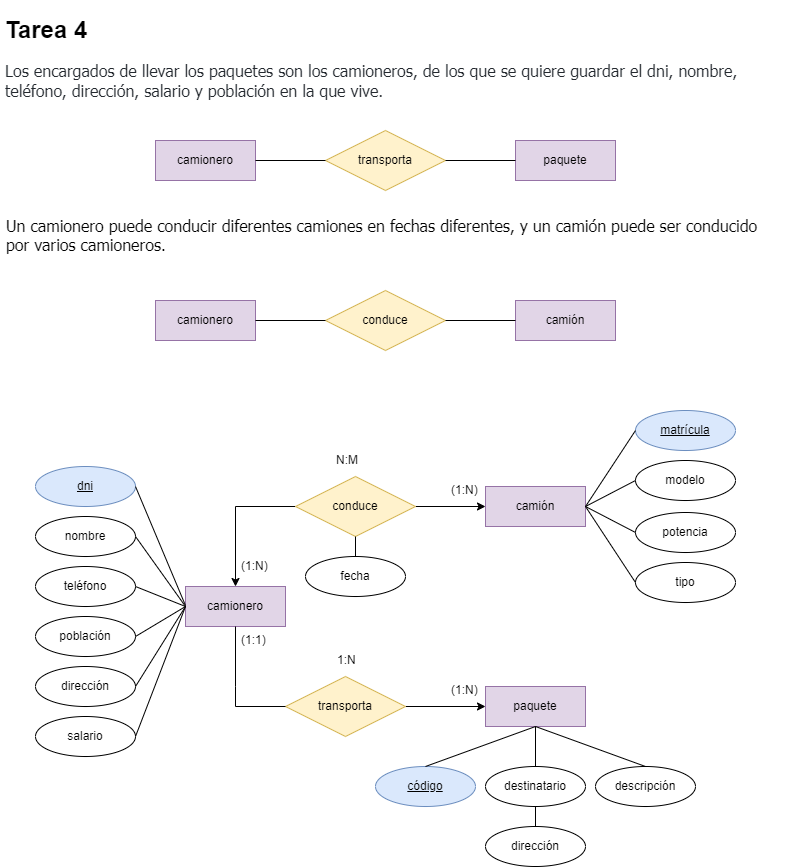 Tarea 4
Los encargados de llevar los paquetes son los camioneros, de los que se quiere guardar el dni, nombre,
teléfono, dirección, salario y población en la que vive.
camionero
transporta
paquete
Un camionero puede conducir diferentes camiones en fechas diferentes, y un camión puede ser conducido
por varios camioneros.
camionero
conduce
camión
matrícula
N:M
dni
modelo
(1:N)
conduce
camión
nombre
potencia
(1:N)
fecha
teléfono
tipo
camionero
población
(1:1)
1:N
dirección
(1:N)
transporta
paquete
salario
código
destinatario
descripción
dirección